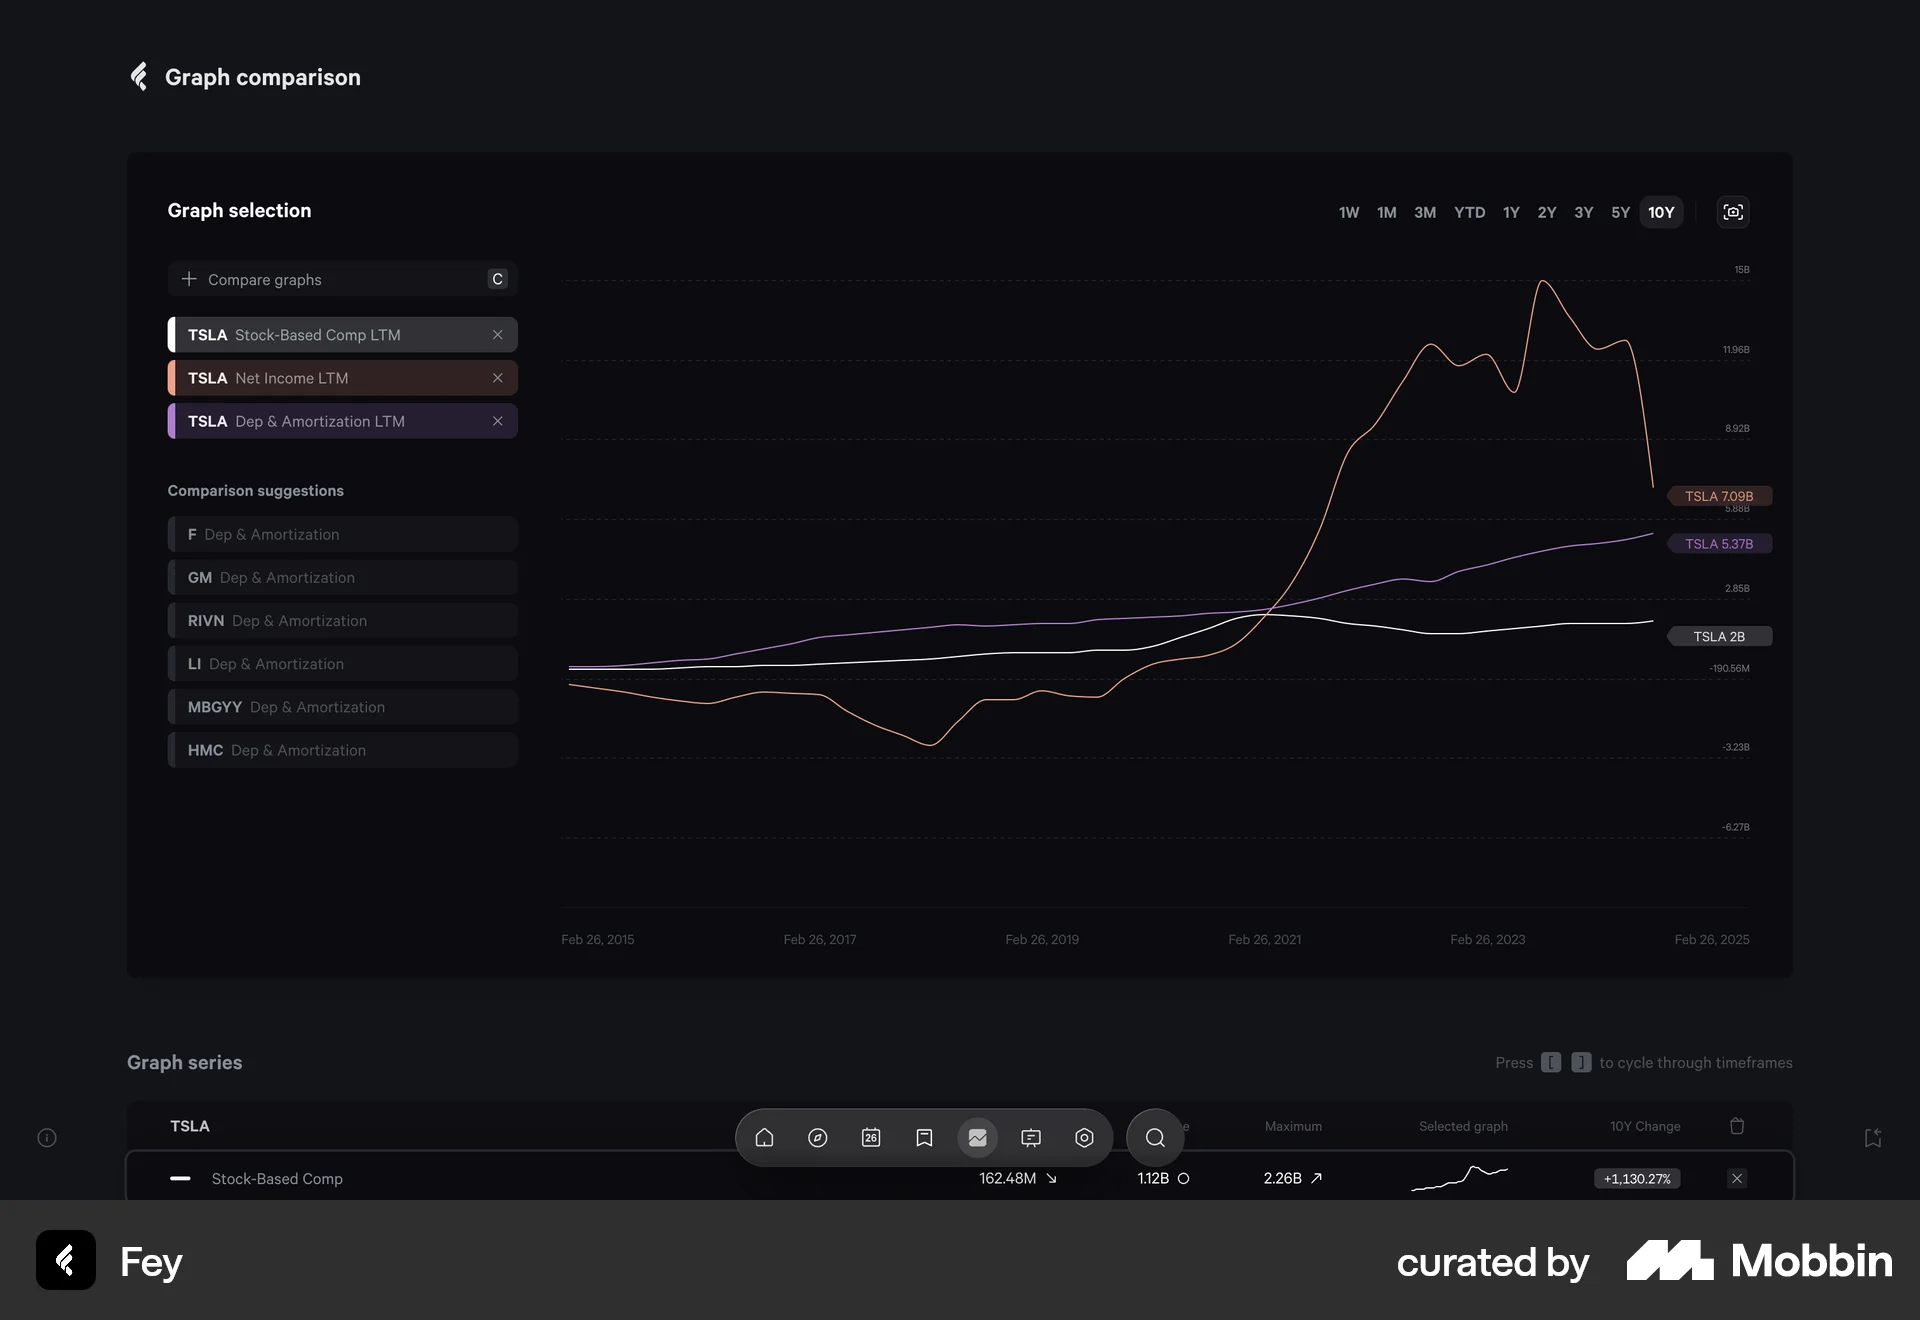 Graph comparison
Graph selection
1W 1M 3M YTD 1Y 2Y 3Y 5Y 10Y
Compare graphs C
TSLA Stock-Based Comp LTM
TSLA Net Income LTM
TSLA Dep & Amortization LTM
Comparison suggestions
F Dep & Amortization
GM Dep & Amortization
RIVN Dep & Amortization
LI Dep & Amortization
MBGYY Dep & Amortization
HMC Dep & Amortization
15B
11.96B
8.92B
TSLA 7.09B
5.88B
TSLA 5.37B
2.85B
TSLA 2B
-190.56M
-3.23B
-6.27B
Feb 26, 2015 Feb 26, 2017 Feb 26, 2019 Feb 26, 2021 Feb 26, 2023 Feb 26, 2025
Graph series
Press [ ] to cycle through timeframes
TSLA Maximum Selected graph 10Y Change
26
Stock-Based Comp 162.48M 1.12B 2.26B +1,130.27%
Fey
curated by Mobbin